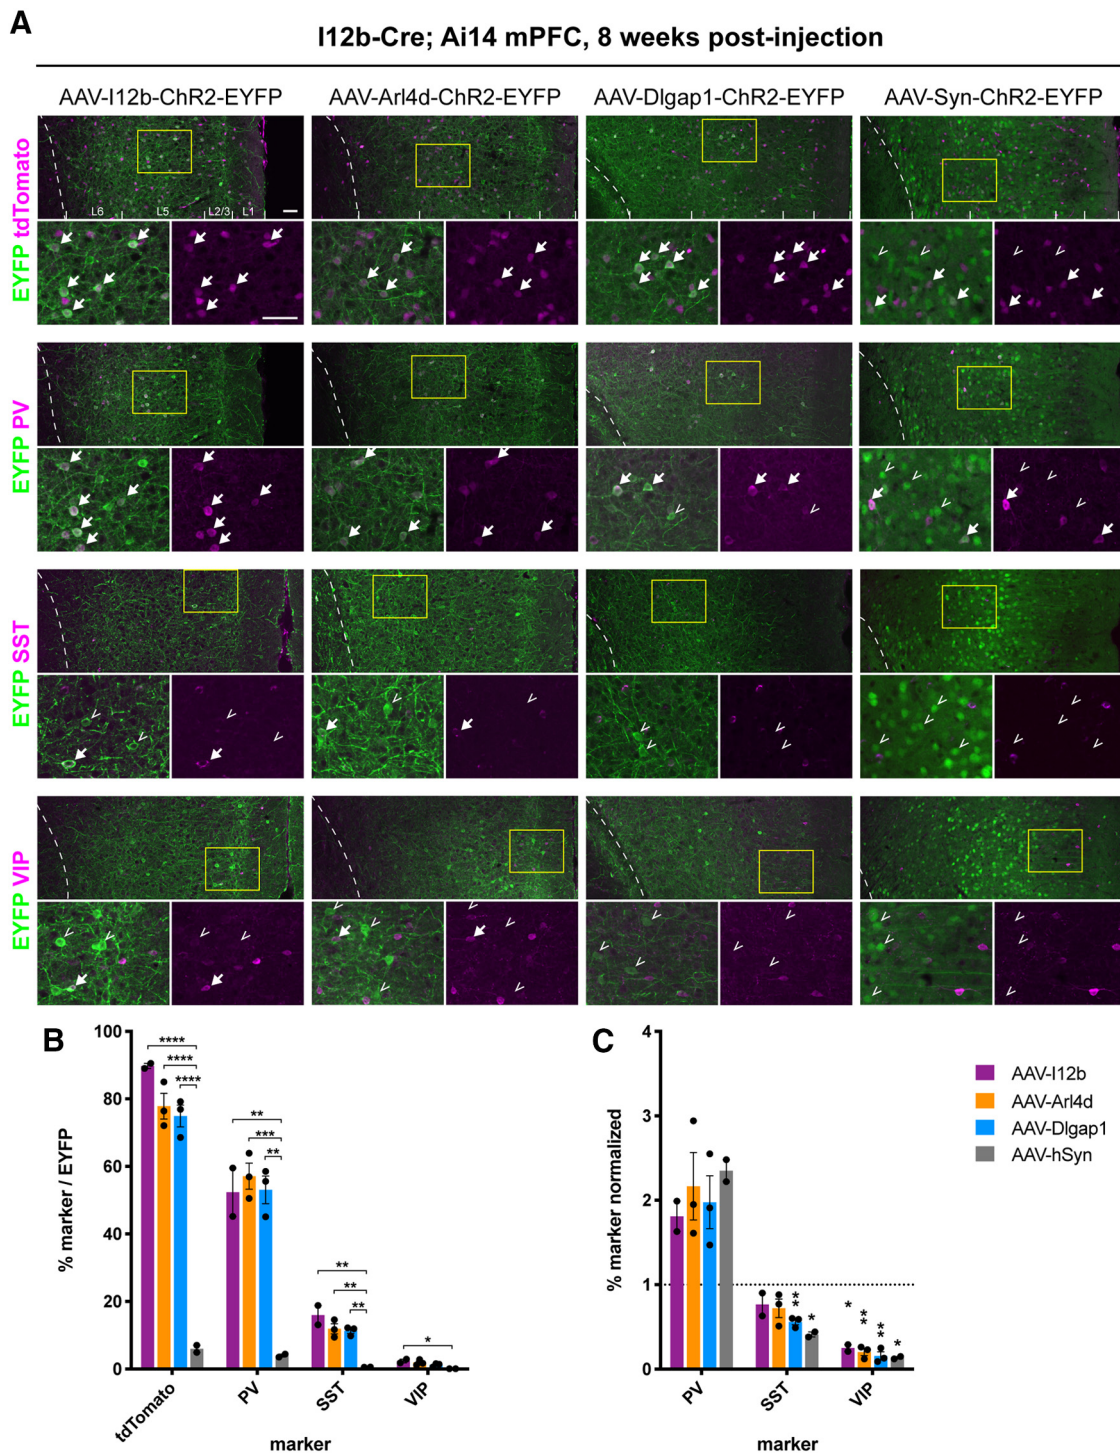 A
I12b-Cre; Ai14 mPFC, 8 weeks post-injection
AAV-I12b-ChR2-EYFP
AAV-Arl4d-ChR2-EYFP
AAV-Dlgap1-ChR2-EYFP
AAV-Syn-ChR2-EYFP
EYFP tdTomato
L6
L5
L2/3
L1
EYFP PV
EYFP SST
EYFP VIP
B
% marker / EYFP
100
80
60
40
20
0
****
****
****
**
***
**
**
**
**
*
tdTomato
PV
SST
VIP
marker
C
% marker normalized
4
3
2
1
0
**
*
*
**
**
*
PV
SST
VIP
marker
AAV-I12b
AAV-Arl4d
AAV-Dlgap1
AAV-hSyn